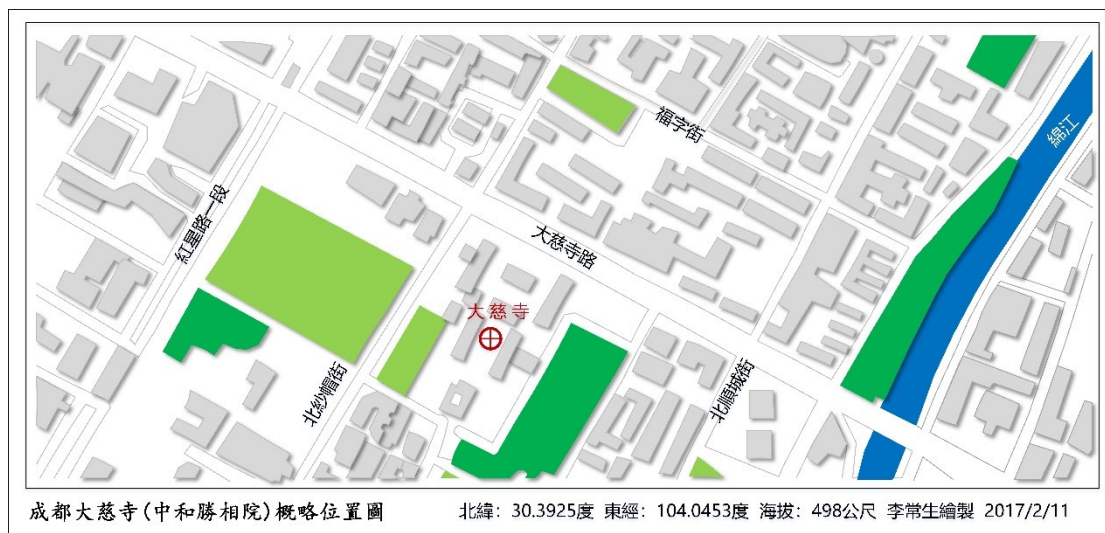 福字街
綿江
紅星路一段
大慈寺路
大慈寺
北紗帽街
北順城街
成都大慈寺(中和勝相院)概略位置圖
北緯：30.3925度 東經：104.0453度 海拔：498公尺 李常生繪製 2017/2/11